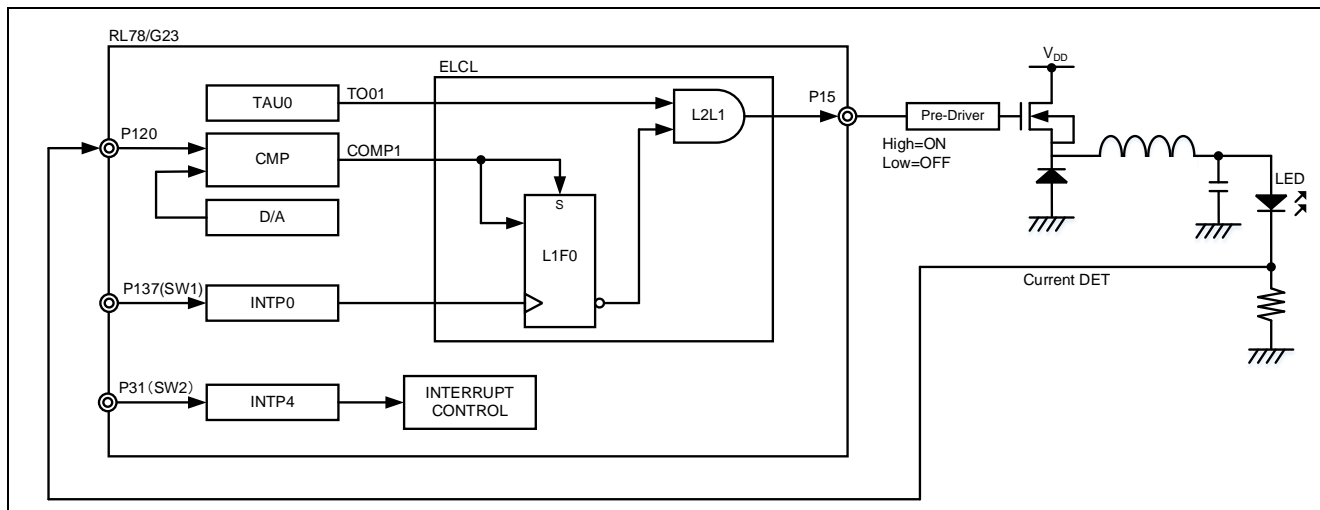 RL78/G23
ELCL
TAU0
TO01
P120
CMP
COMP1
D/A
S
L1F0
L2L1
P15
P137(SW1)
INTP0
P31（SW2）
INTP4
INTERRUPT
CONTROL
Pre-Driver
High=ON
Low=OFF
VDD
LED
Current DET